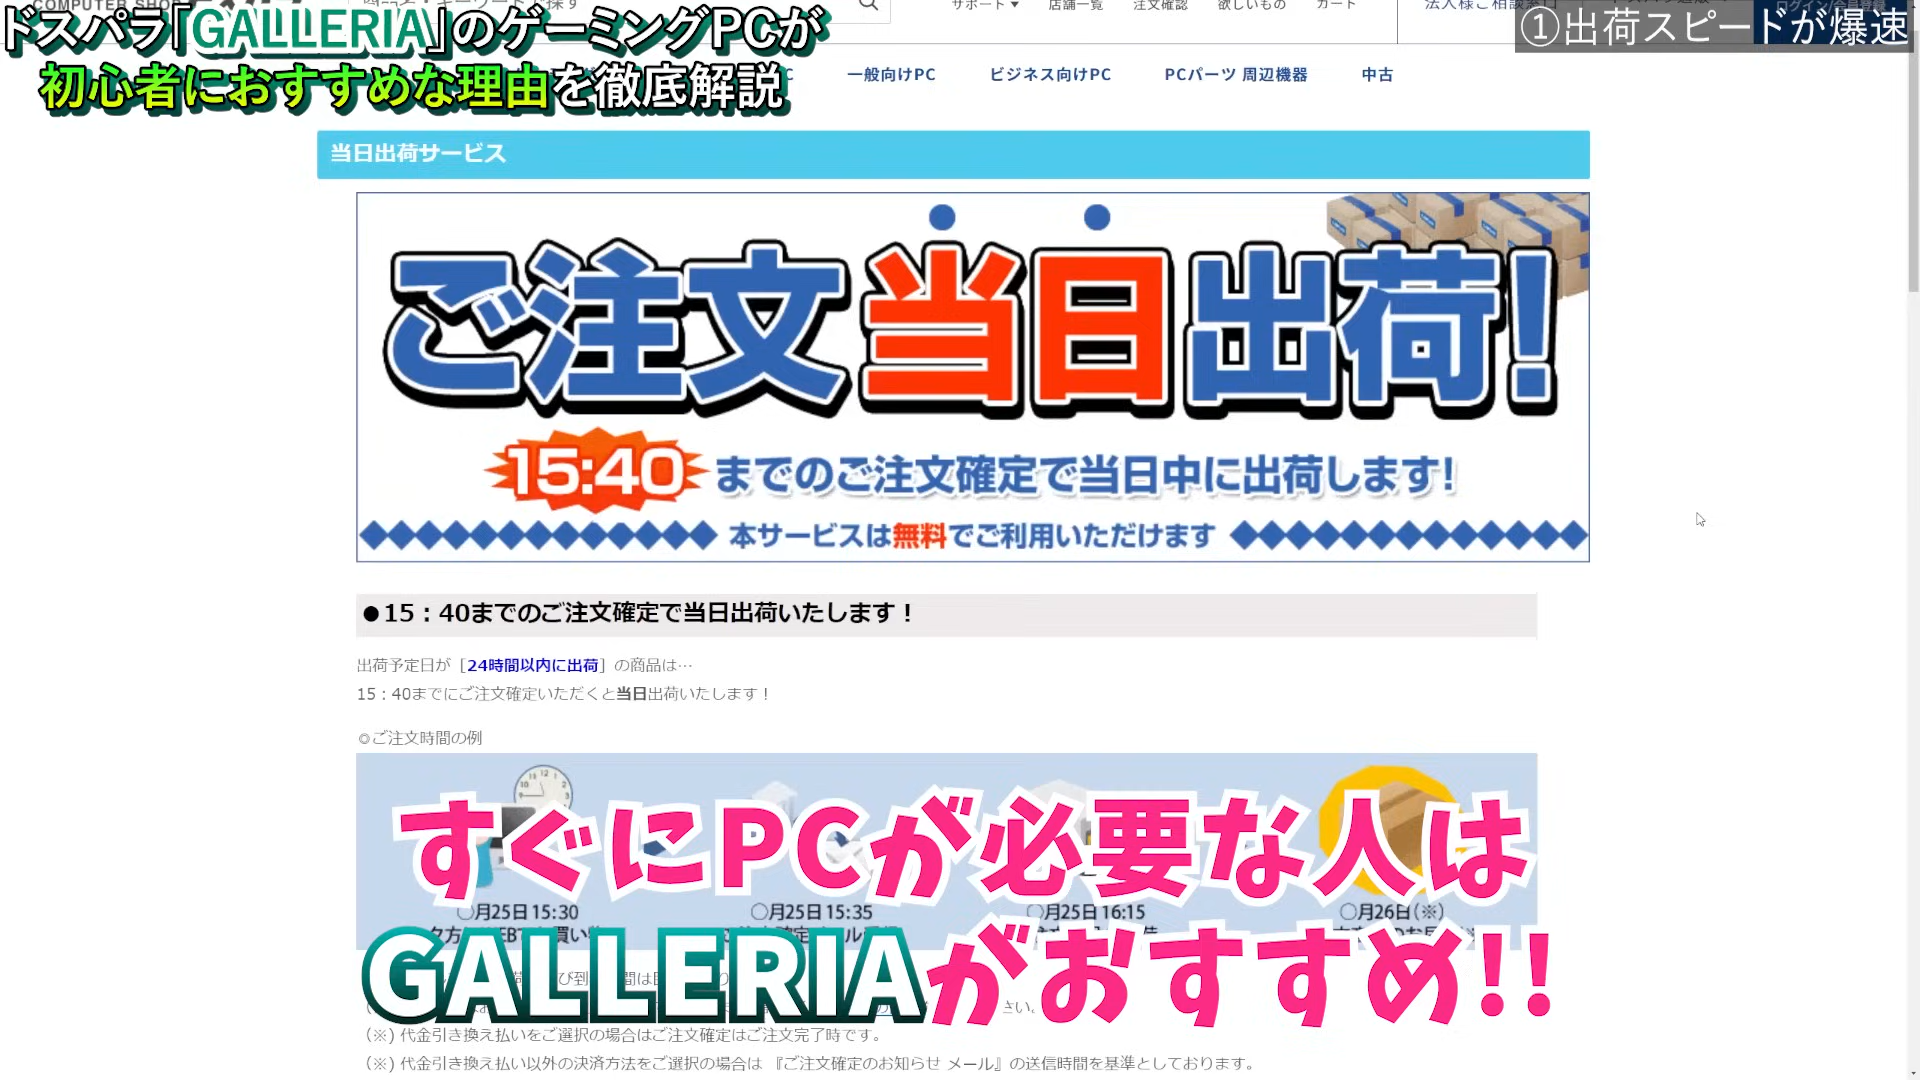 COMPUTER SHOP
サポート▼ 店舗一覧 注文確認 欲しいもの カート
ドスパラ「GALLERIA」のゲーミングPCが
初心者におすすめな理由を徹底解説
①出荷スピードが爆速
一般向けPC ビジネス向けPC PCパーツ 周辺機器 中古
当日出荷サービス
ご注文当日出荷!
15:40までのご注文確定で当日中に出荷します!
本サービスは無料でご利用いただけます
●15：40までのご注文確定で当日出荷いたします！
出荷予定日が［24時間以内に出荷］の商品は…
15：40までにご注文確定いただくと当日出荷いたします！
◎ご注文時間の例
すぐにPCが必要な人は
〇月25日15:30 〇月25日15:35 〇月25日16:15 〇月26日(※)
GALLERIAがおすすめ!!
(※) 代金引き換え払いをご選択の場合はご注文確定はご注文完了時です。
(※) 代金引き換え払い以外の決済方法をご選択の場合は 『ご注文確定のお知らせ メール』の送信時間を基準としております。